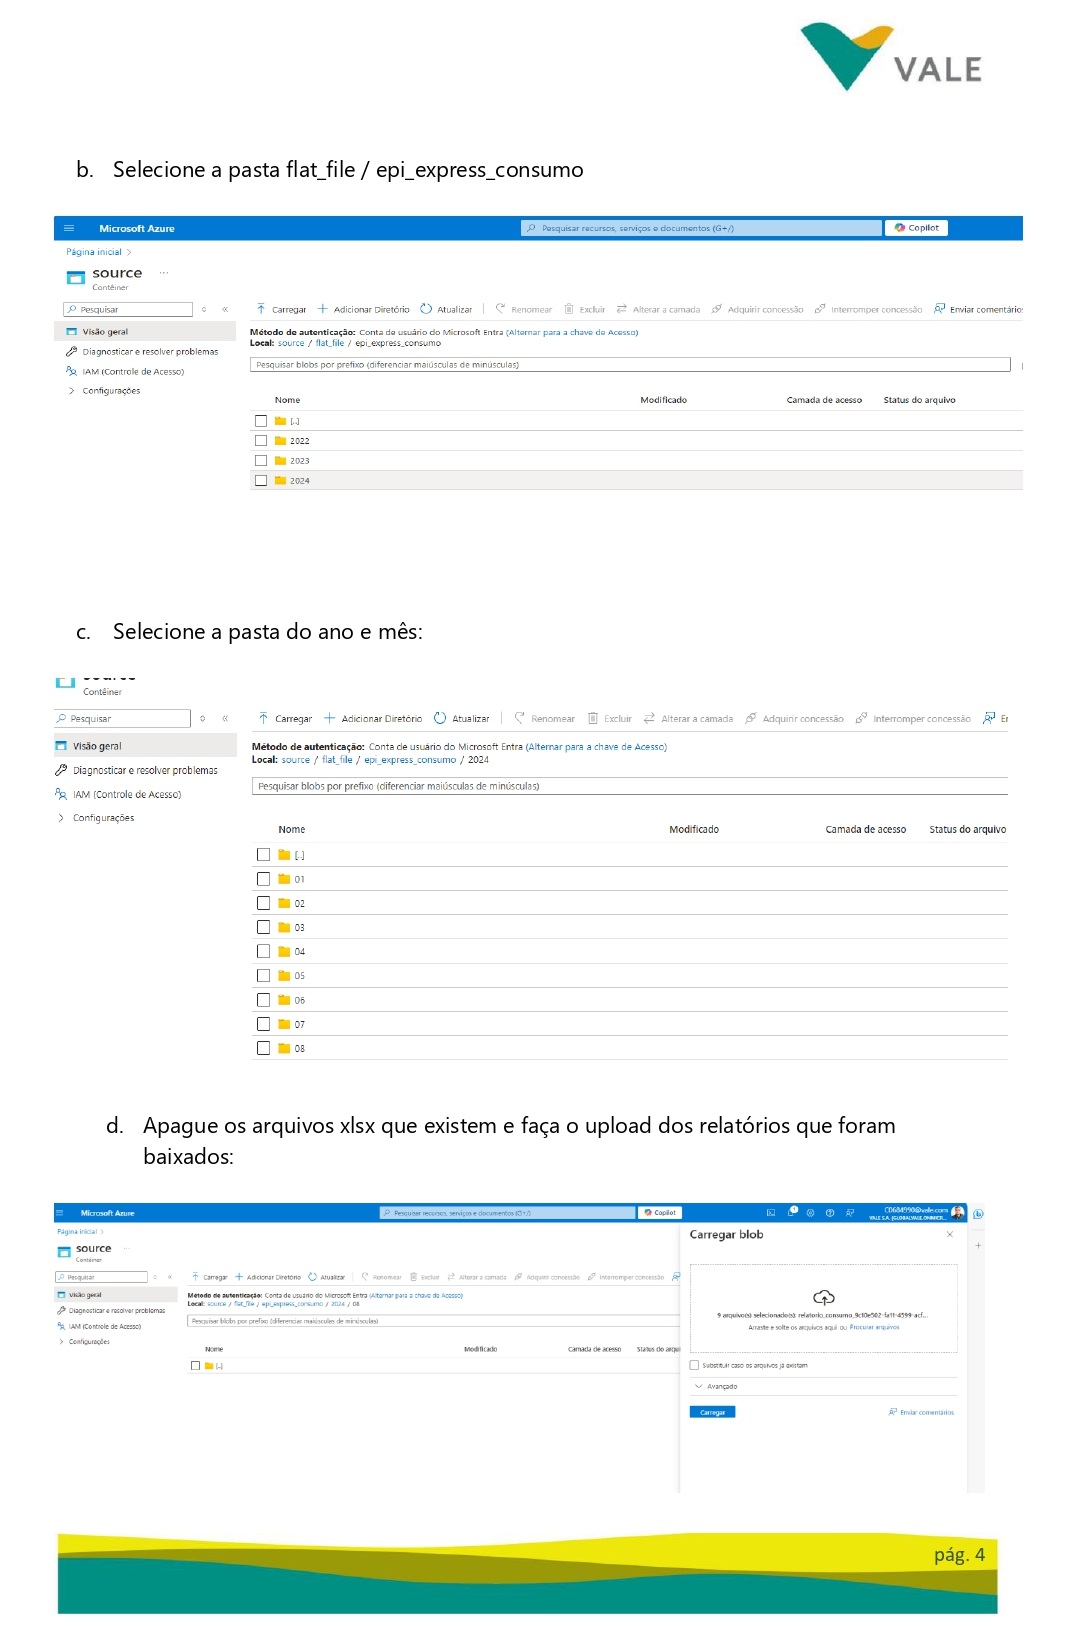 VALE
b. Selecione a pasta flat_file / epi_express_consumo
Microsoft Azure
Pesquisar recursos, serviços e documentos (G+/)
Copilot
Página inicial >
source ...
Contêiner
Pesquisar
Carregar Adicionar Diretório Atualizar Renomear Excluir Alterar a camada Adquirir concessão Interromper concessão Enviar comentários
Visão geral
Diagnosticar e resolver problemas
IAM (Controle de Acesso)
Configurações
Método de autenticação: Conta de usuário do Microsoft Entra (Alternar para a chave de Acesso)
Local: source / flat_file / epi_express_consumo
Pesquisar blobs por prefixo (diferenciar maiúsculas de minúsculas)
Nome Modificado Camada de acesso Status do arquivo
[..]
2022
2023
2024
c. Selecione a pasta do ano e mês:
Contêiner
Pesquisar
Carregar Adicionar Diretório Atualizar Renomear Excluir Alterar a camada Adquirir concessão Interromper concessão Er
Visão geral
Diagnosticar e resolver problemas
IAM (Controle de Acesso)
Configurações
Método de autenticação: Conta de usuário do Microsoft Entra (Alternar para a chave de Acesso)
Local: source / flat_file / epi_express_consumo / 2024
Pesquisar blobs por prefixo (diferenciar maiúsculas de minúsculas)
Nome Modificado Camada de acesso Status do arquivo
[..]
01
02
03
04
05
06
07
08
d. Apague os arquivos xlsx que existem e faça o upload dos relatórios que foram
baixados:
Microsoft Azure
Pesquisar recursos, serviços e documentos (G+/)
Copilot
Página inicial >
source ...
Contêiner
Pesquisar
Carregar Adicionar Diretório Atualizar Renomear Excluir Alterar a camada Adquirir concessão Interromper concessão
Visão geral
Diagnosticar e resolver problemas
IAM (Controle de Acesso)
Configurações
Método de autenticação: Conta de usuário do Microsoft Entra (Alternar para a chave de Acesso)
Local: source / flat_file / epi_express_consumo / 2024 / 08
Pesquisar blobs por prefixo (diferenciar maiúsculas de minúsculas)
Nome Modificado Camada de acesso Status do arqui
[..]
C0684990@vale.com
VALE S.A.
Carregar blob
9 arquivo(s) selecionado(s):
Arraste e solte os arquivos aqui ou Procurar arquivos
Substituir caso os arquivos já existam
Avançado
Carregar
Enviar comentários
pág. 4